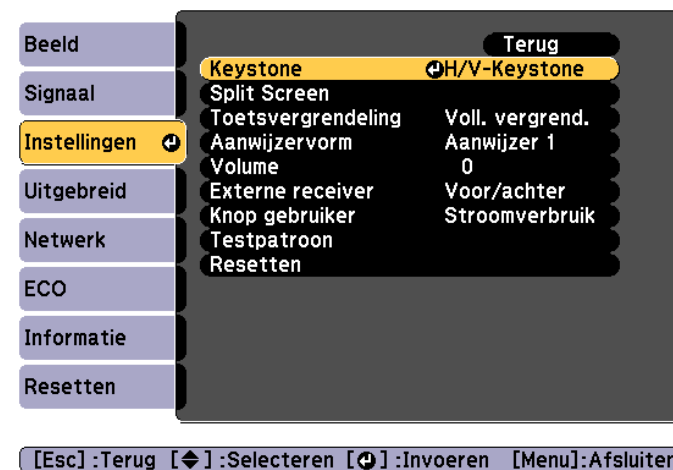 Beeld
Signaal
Instellingen
Uitgebreid
Netwerk
ECO
Informatie
Resetten
Terug
Keystone H/V-Keystone
Split Screen
Toetsvergrendeling Voll. vergrend.
Aanwijzervorm Aanwijzer 1
Volume 0
Externe receiver Voor/achter
Knop gebruiker Stroomverbruik
Testpatroon
Resetten
[Esc] :Terug [◆] :Selecteren [⏎] :Invoeren [Menu]:Afsluiten